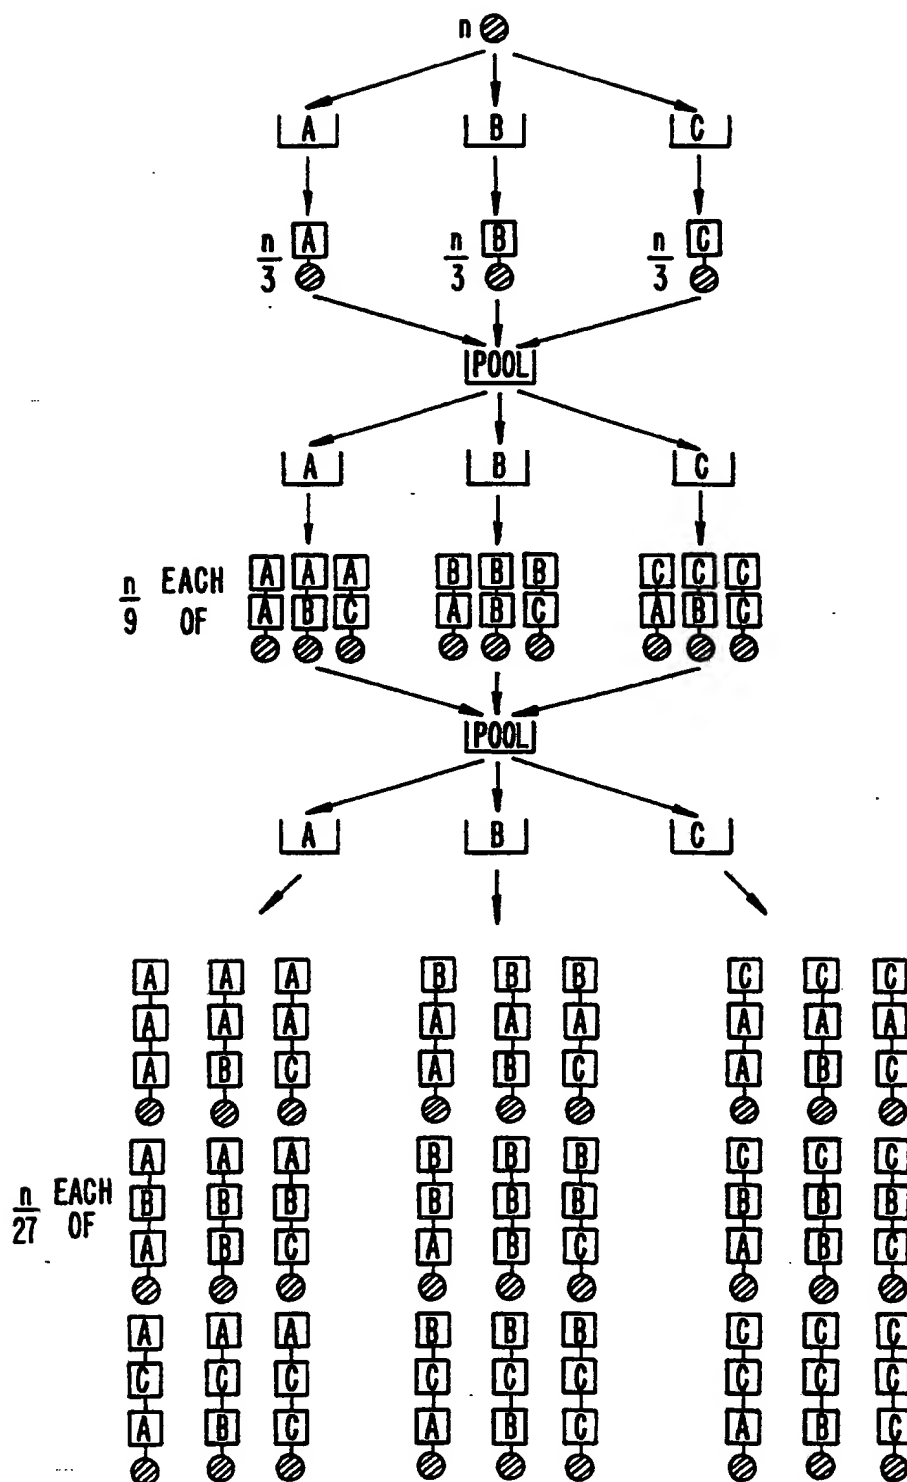 n
A B C
n/3 A n/3 B n/3 C
POOL
A B C
A A A B B B C C C
n/9 EACH OF
A B C A B C A B C
POOL
A B C
A A A B B B C C C
A A A A A A A A A
A B C A B C A B C
A A A B B B C C C
n/27 EACH OF
B B B B B B B B B
A B C A B C A B C
A A A B B B C C C
C C C C C C C C C
A B C A B C A B C